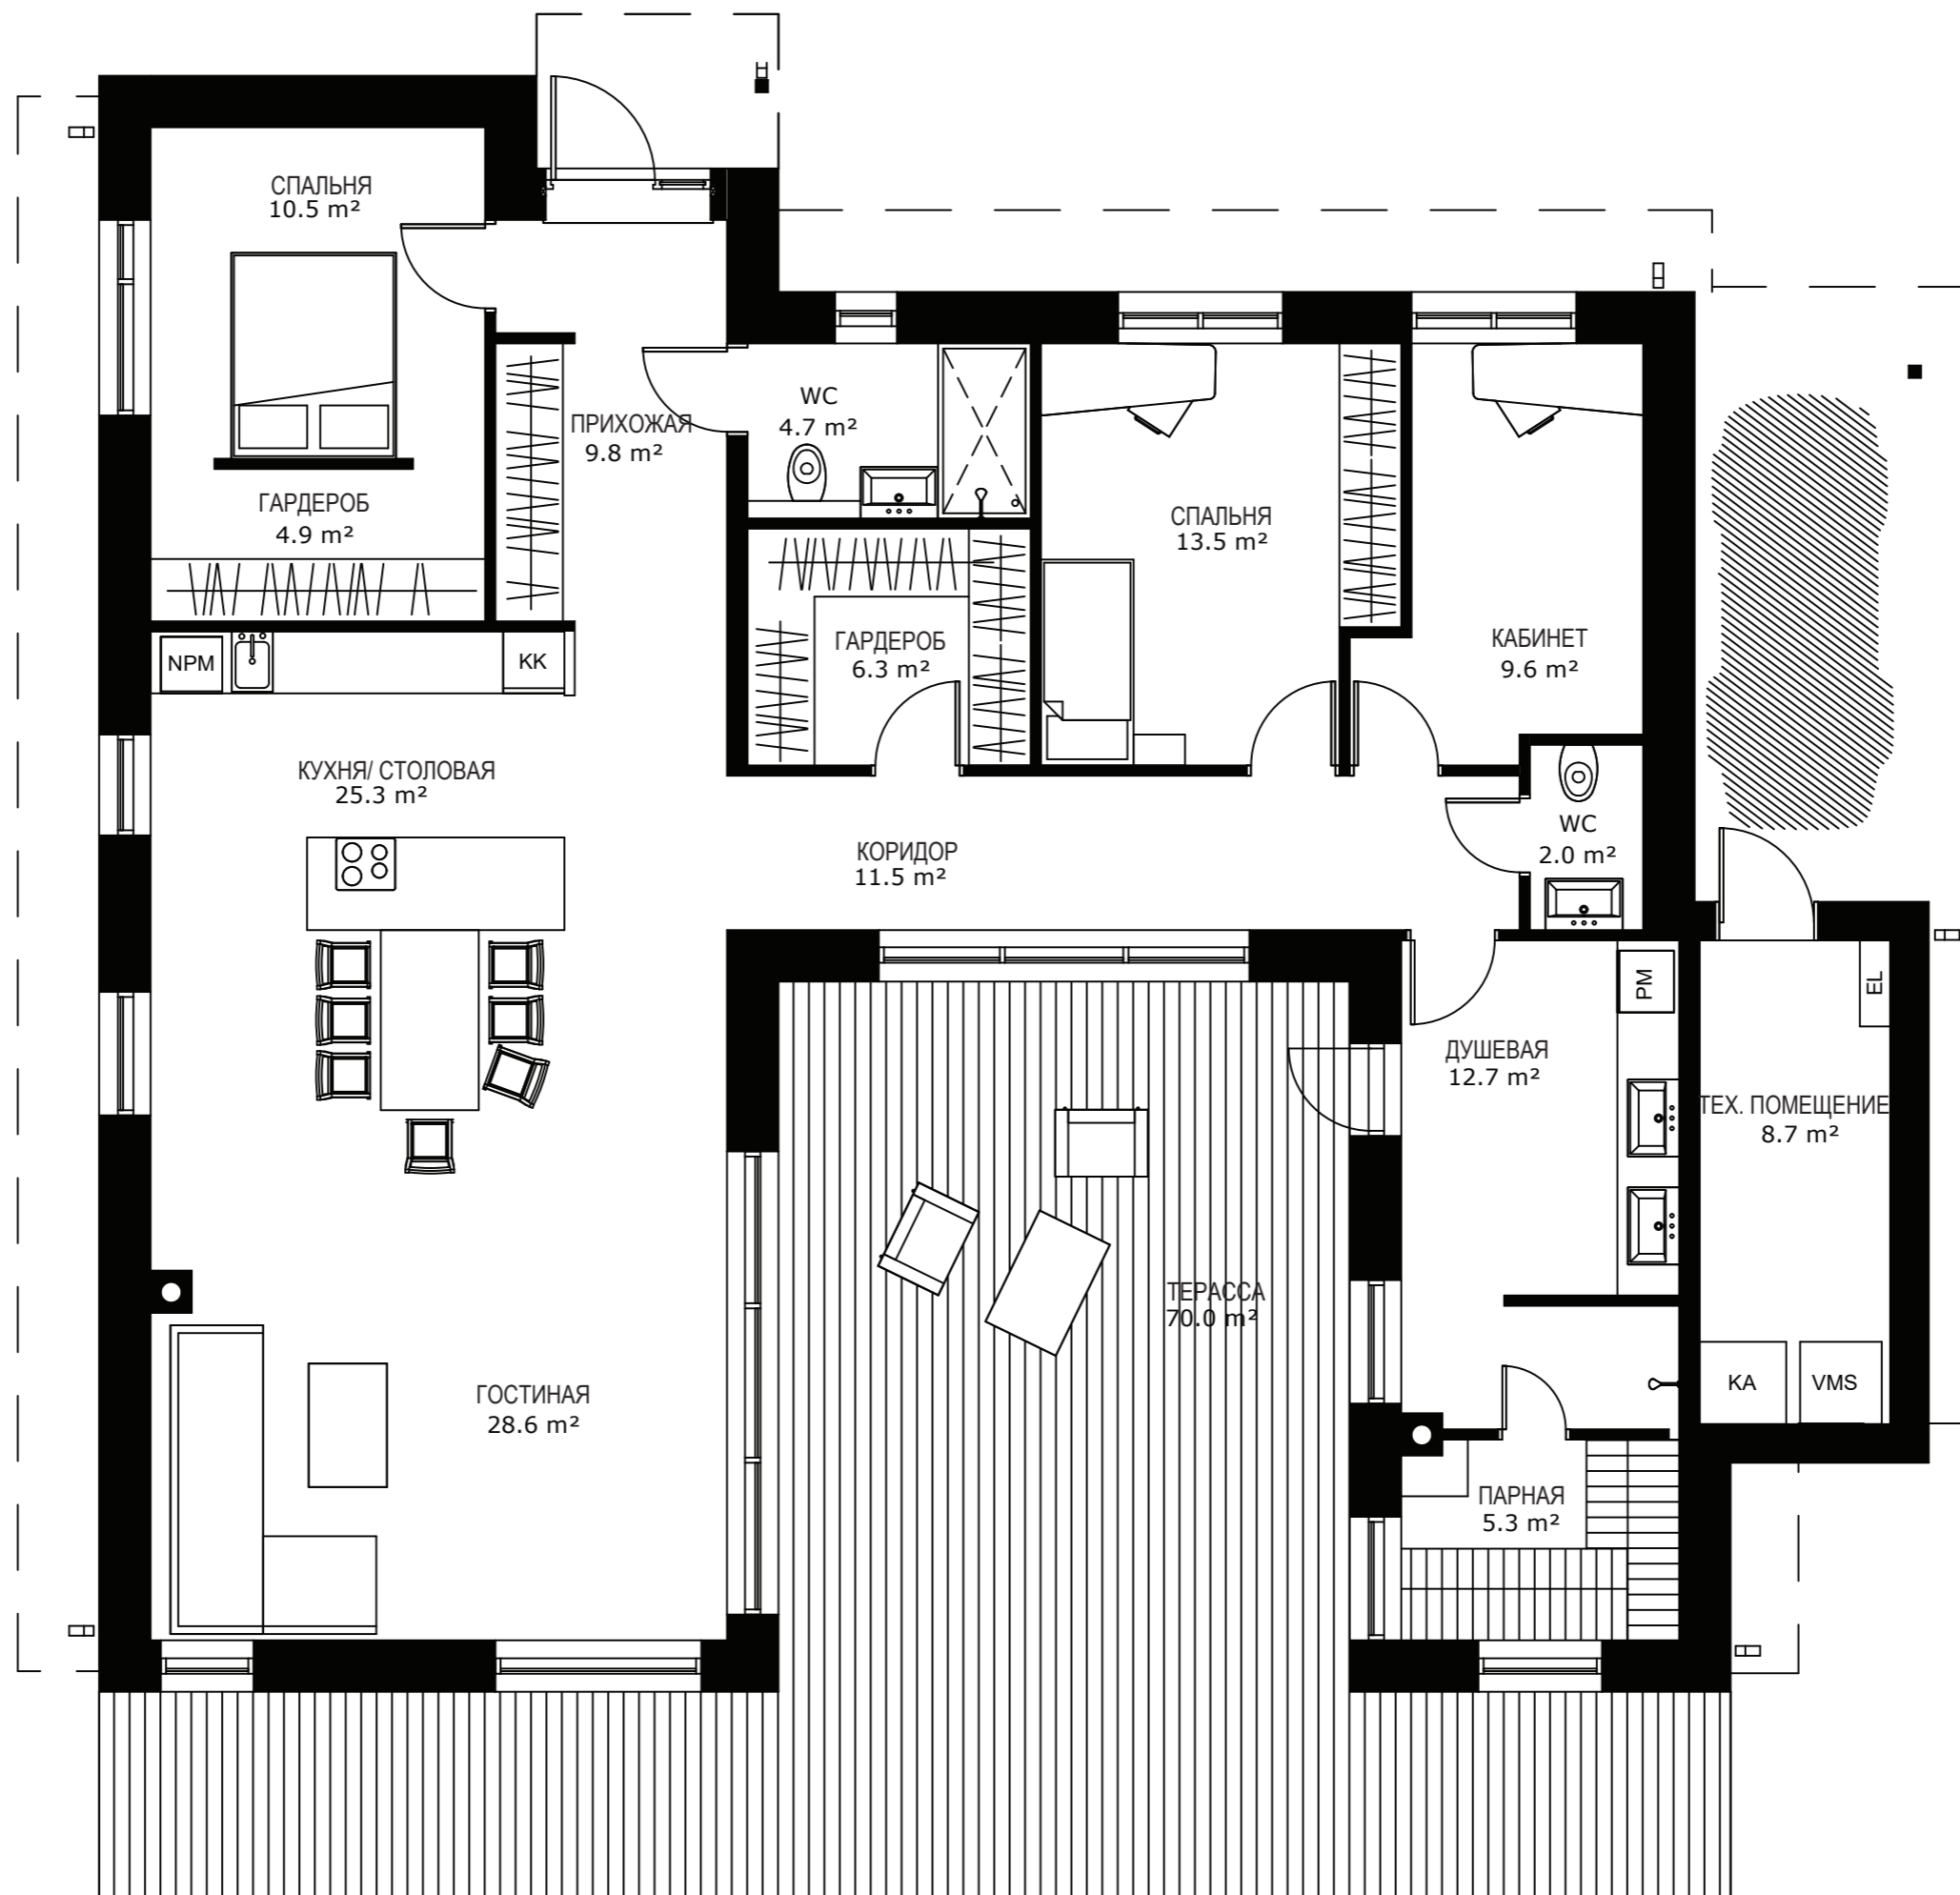 СПАЛЬНЯ
10.5 m²
ПРИХОЖАЯ
9.8 m²
WC
4.7 m²
ГАРДЕРОБ
4.9 m²
СПАЛЬНЯ
13.5 m²
ГАРДЕРОБ
6.3 m²
КАБИНЕТ
9.6 m²
NPM
KK
КУХНЯ/ СТОЛОВАЯ
25.3 m²
WC
2.0 m²
КОРИДОР
11.5 m²
PM
EL
ДУШЕВАЯ
12.7 m²
ТЕХ. ПОМЕЩЕНИЕ
8.7 m²
ТЕРАССА
70.0 m²
ГОСТИНАЯ
28.6 m²
KA
VMS
ПАРНАЯ
5.3 m²